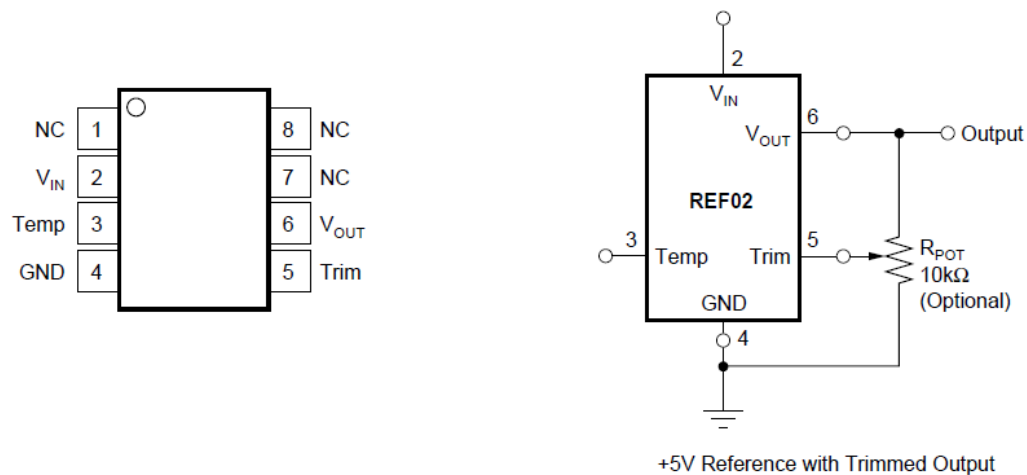 NC 1 8 NC
V_IN 2 7 NC
Temp 3 6 V_OUT
GND 4 5 Trim
2
V_IN
6
V_OUT
Output
REF02
3
Temp
5
Trim
R_POT
10kΩ
(Optional)
GND
4
+5V Reference with Trimmed Output